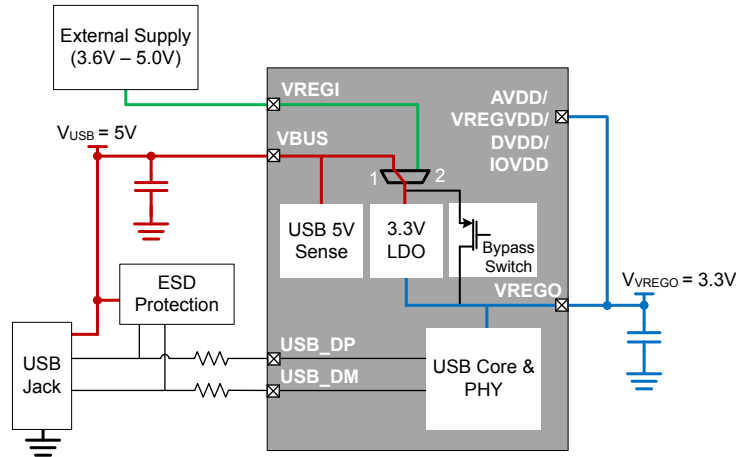 External Supply
(3.6V – 5.0V)
VREGI
AVDD/
VREGVDD/
DVDD/
IOVDD
VUSB = 5V
VBUS
1
2
USB 5V
Sense
3.3V
LDO
Bypass
Switch
ESD
Protection
VREGO
VVREGO = 3.3V
USB
Jack
USB_DP
USB_DM
USB Core &
PHY